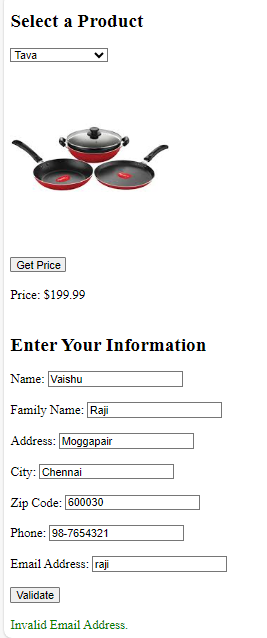 Select a Product
Tava
Get Price
Price: $199.99
Enter Your Information
Name: Vaishu
Family Name: Raji
Address: Moggapair
City: Chennai
Zip Code: 600030
Phone: 98-7654321
Email Address: raji
Validate
Invalid Email Address.